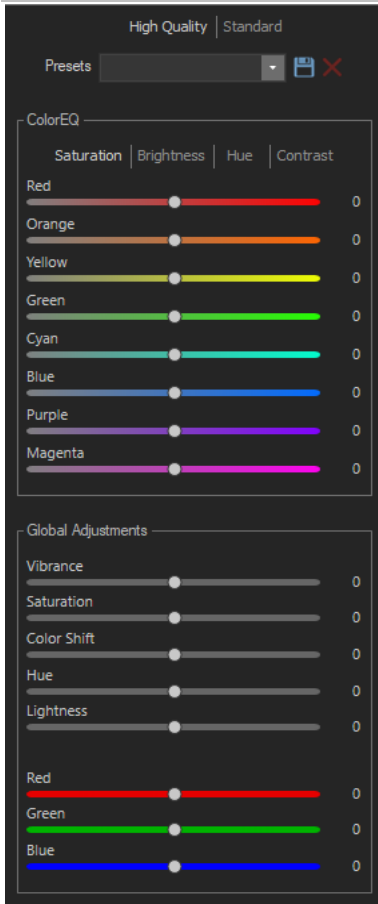 High Quality Standard
Presets
ColorEQ
Saturation Brightness Hue Contrast
Red
0
Orange
0
Yellow
0
Green
0
Cyan
0
Blue
0
Purple
0
Magenta
0
Global Adjustments
Vibrance
0
Saturation
0
Color Shift
0
Hue
0
Lightness
0
Red
0
Green
0
Blue
0